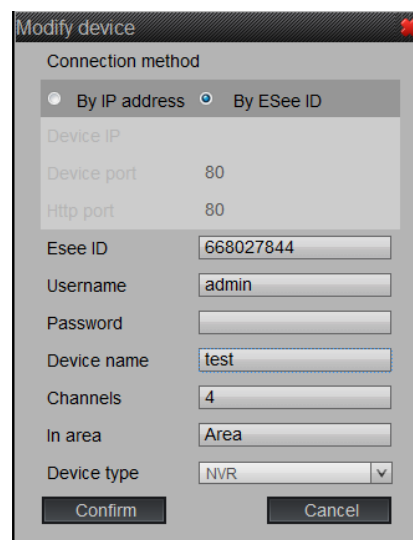 Modify device
Connection method
By IP address By ESee ID
Device IP
Device port 80
Http port 80
Esee ID 668027844
Username admin
Password
Device name test
Channels 4
In area Area
Device type NVR
Confirm Cancel